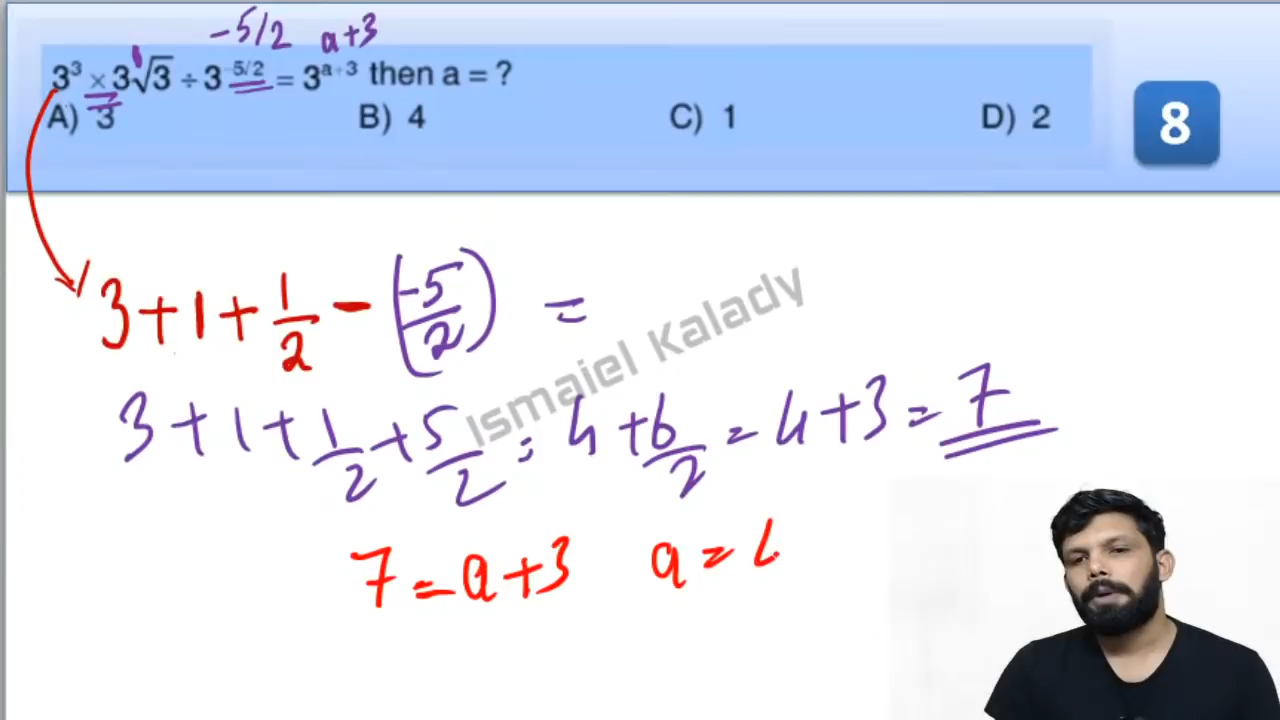 -5/2 a+3
3³ × 3√3 ÷ 3⁻⁵/² = 3ᵃ⁺³ then a = ?
A) 3 B) 4 C) 1 D) 2
8
3+1+1/2-(-5/2) =
3+1+1/2+5/2 = 4+6/2 = 4+3 = 7
7=a+3 a=
Ismaiel Kalady